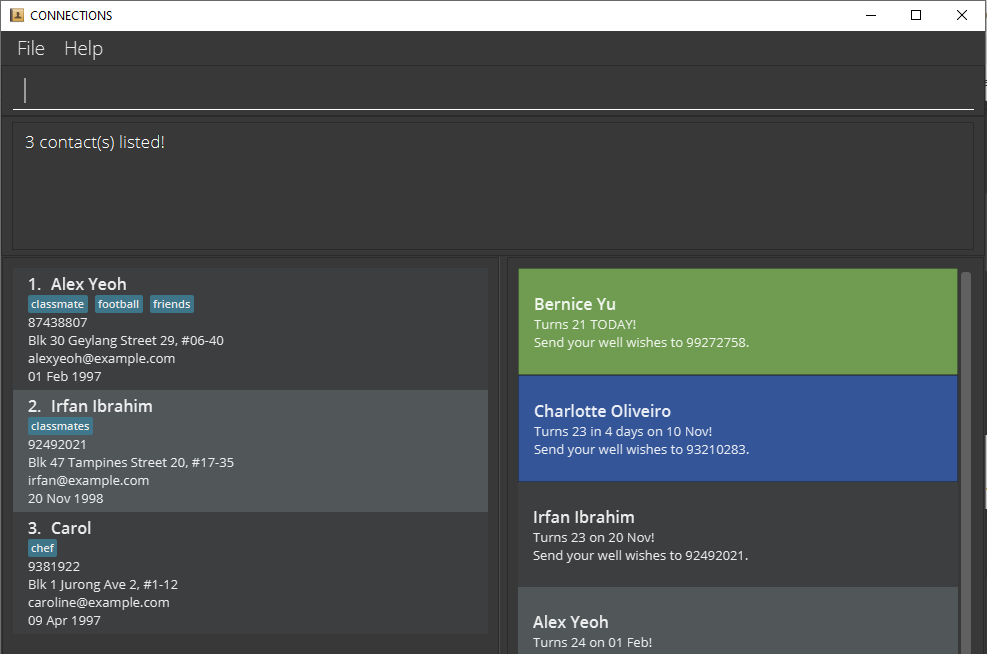 CONNECTIONS
File Help
3 contact(s) listed!
1. Alex Yeoh
classmate football friends
87438807
Blk 30 Geylang Street 29, #06-40
alexyeoh@example.com
01 Feb 1997
2. Irfan Ibrahim
classmates
92492021
Blk 47 Tampines Street 20, #17-35
irfan@example.com
20 Nov 1998
3. Carol
chef
9381922
Blk 1 Jurong Ave 2, #1-12
caroline@example.com
09 Apr 1997
Bernice Yu
Turns 21 TODAY!
Send your well wishes to 99272758.
Charlotte Oliveiro
Turns 23 in 4 days on 10 Nov!
Send your well wishes to 93210283.
Irfan Ibrahim
Turns 23 on 20 Nov!
Send your well wishes to 92492021.
Alex Yeoh
Turns 24 on 01 Feb!